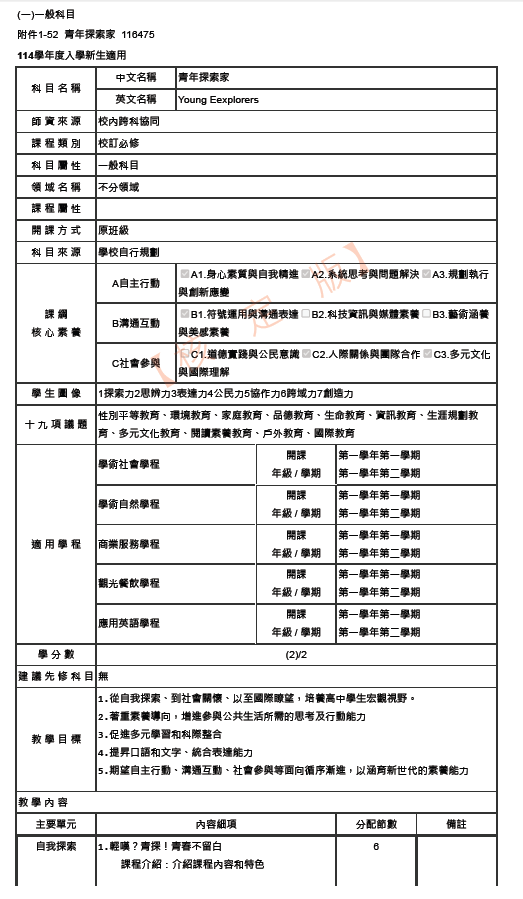 (一)一般科目
附件1-52 青年探索家 116475
114學年度入學新生適用
科目名稱
中文名稱 青年探索家
英文名稱 Young Eexplorers
師資來源 校內跨科協同
課程類別 校訂必修
科目屬性 一般科目
領域名稱 不分領域
課程屬性
開課方式 原班級
科目來源 學校自行規劃
課綱
核心素養
A自主行動
A1.身心素質與自我精進 A2.系統思考與問題解決 A3.規劃執行
與創新應變
B溝通互動
B1.符號運用與溝通表達 B2.科技資訊與媒體素養 B3.藝術涵養
與美感素養
C社會參與
C1.道德實踐與公民意識 C2.人際關係與團隊合作 C3.多元文化
與國際理解
【核定版】
學生圖像 1探索力2思辨力3表達力4公民力5協作力6跨域力7創造力
十九項議題
性別平等教育、環境教育、家庭教育、品德教育、生命教育、資訊教育、生涯規劃教
育、多元文化教育、閱讀素養教育、戶外教育、國際教育
適用學程
學術社會學程
開課
年級 / 學期
第一學年第一學期
第一學年第二學期
學術自然學程
開課
年級 / 學期
第一學年第一學期
第一學年第二學期
商業服務學程
開課
年級 / 學期
第一學年第一學期
第一學年第二學期
觀光餐飲學程
開課
年級 / 學期
第一學年第一學期
第一學年第二學期
應用英語學程
開課
年級 / 學期
第一學年第一學期
第一學年第二學期
學分數 (2)/2
建議先修科目 無
教學目標
1.從自我探索、到社會關懷、以至國際瞭望，培養高中學生宏觀視野。
2.著重素養導向，增進參與公共生活所需的思考及行動能力
3.促進多元學習和科際整合
4.提昇口語和文字、統合表達能力
5.期望自主行動、溝通互動、社會參與等面向循序漸進，以涵育新世代的素養能力
教學內容
主要單元 內容細項 分配節數 備註
自我探索 1.輕嘆？青探！青春不留白 6
課程介紹：介紹課程內容和特色